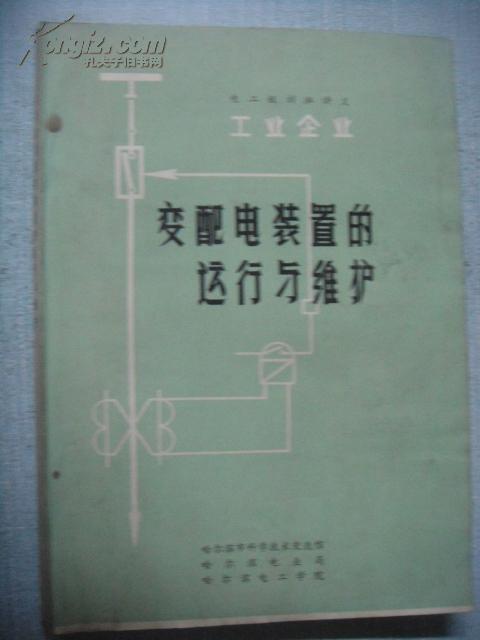 Kongfz.com
孔夫子旧书网
电工培训班讲义
工业企业
变配电装置的
运行与维护
哈尔滨市科学技术交流馆
哈尔滨电业局
哈尔滨电工学院